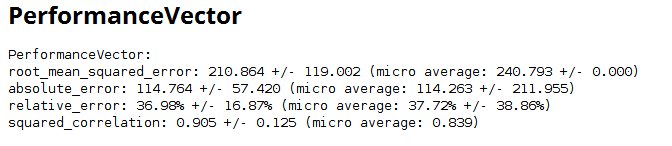 PerformanceVector
PerformanceVector:
root_mean_squared_error: 210.864 +/- 119.002 (micro average: 240.793 +/- 0.000)
absolute_error: 114.764 +/- 57.420 (micro average: 114.263 +/- 211.955)
relative_error: 36.98% +/- 16.87% (micro average: 37.72% +/- 38.86%)
squared_correlation: 0.905 +/- 0.125 (micro average: 0.839)